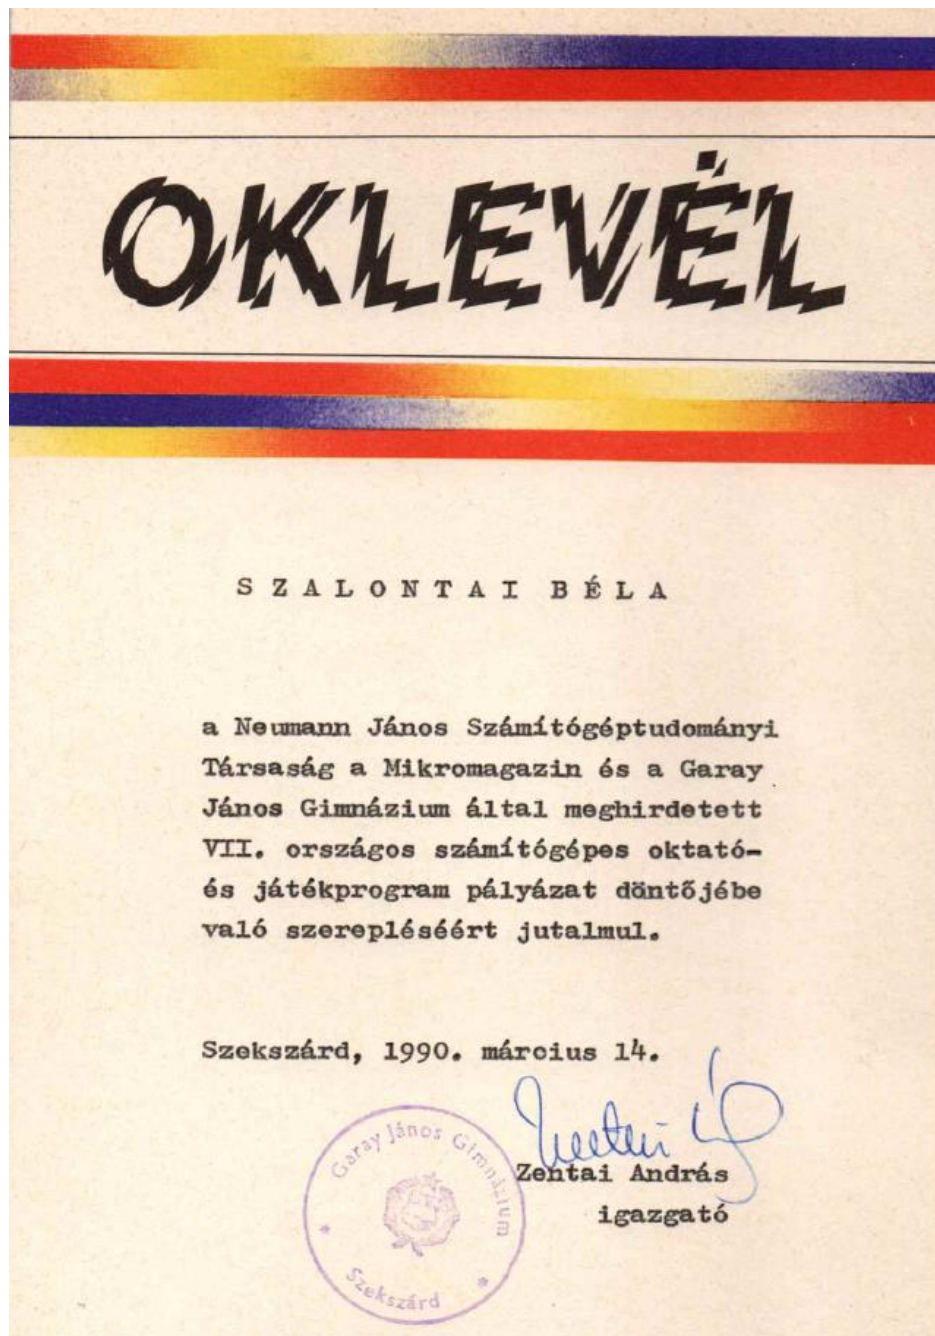 OKLEVÉL
SZALONTAI BÉLA
a Neumann János Számítógéptudományi
Társaság a Mikromagazin és a Garay
János Gimnázium által meghirdetett
VII. országos számítógépes oktató-
és játékprogram pályázat döntőjébe
való szerepléséért jutalmul.
Szekszárd, 1990. március 14.
Zentai András
igazgató
Garay János Gimnázium
* Szekszárd *